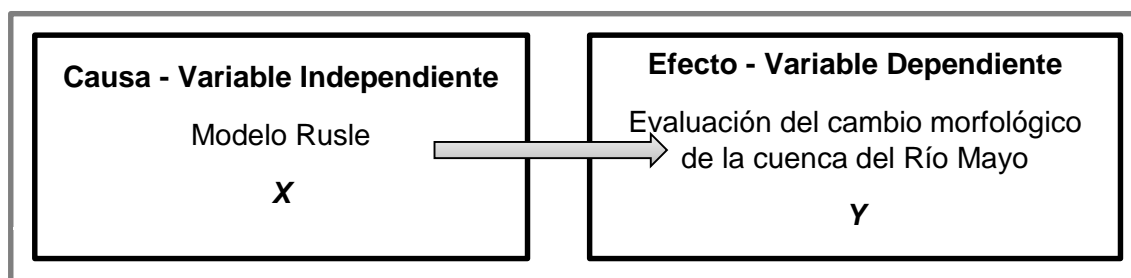 Causa - Variable Independiente
Modelo Rusle
X
Efecto - Variable Dependiente
Evaluación del cambio morfológico
de la cuenca del Río Mayo
Y